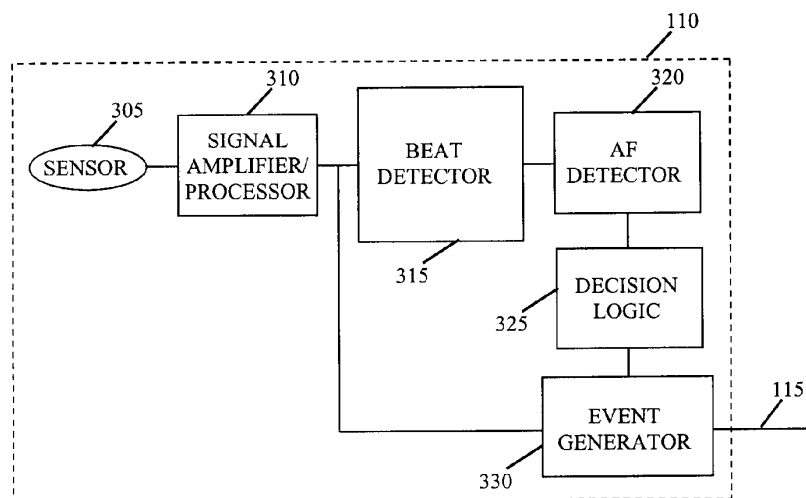 110
310
320
305
SIGNAL
AMPLIFIER/
PROCESSOR
SENSOR
BEAT
DETECTOR
AF
DETECTOR
315
DECISION
LOGIC
325
115
EVENT
GENERATOR
330